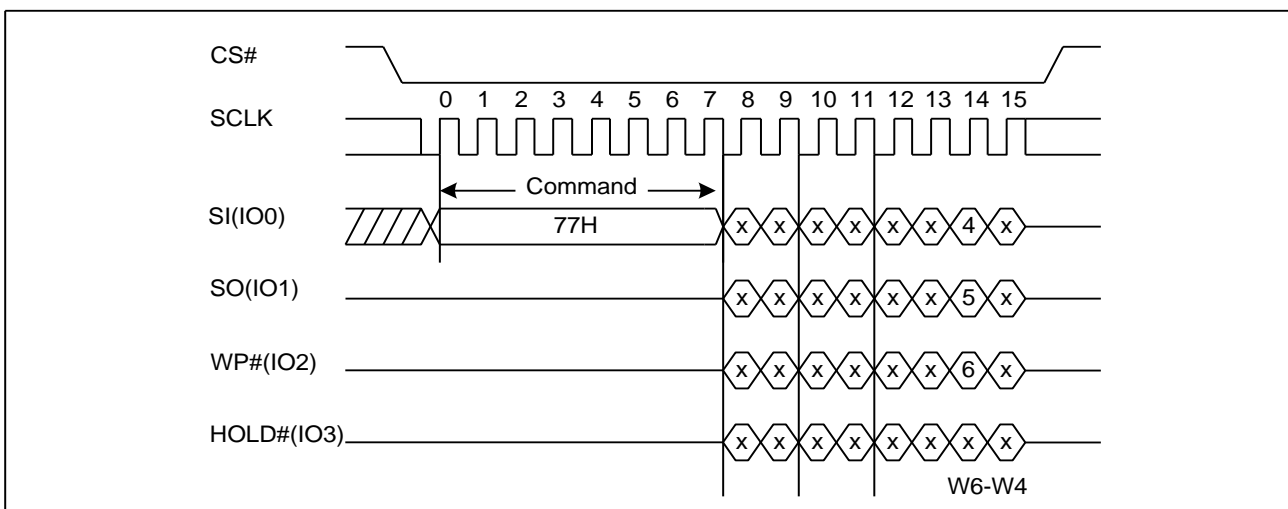 CS#
0 1 2 3 4 5 6 7 8 9 10 11 12 13 14 15
SCLK
Command
SI(IO0)
77H x x x x x x 4 x
SO(IO1)
x x x x x x 5 x
WP#(IO2)
x x x x x x 6 x
HOLD#(IO3)
x x x x x x x x
W6-W4